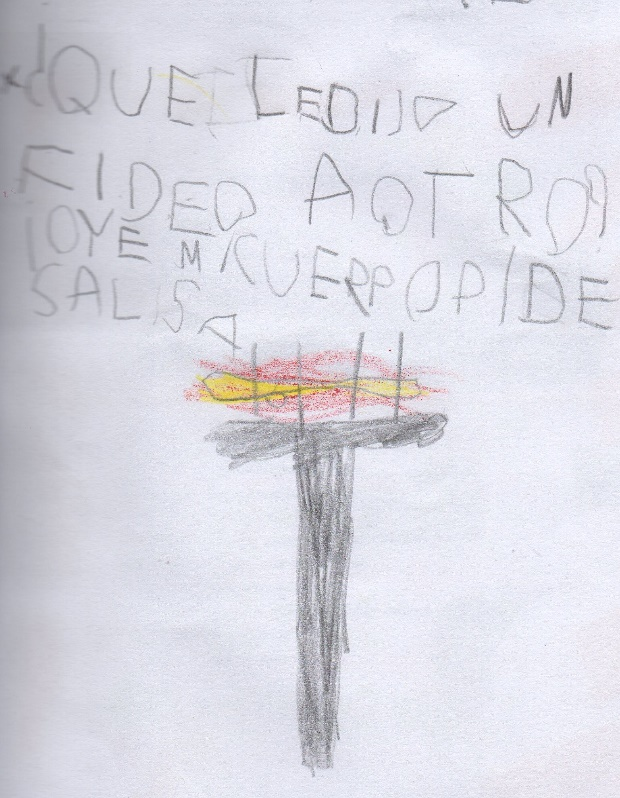 ¿QUE LE DIJO UN
FIDEO A OTRO?
¡OYE MI CUERPO PIDE
SALSA